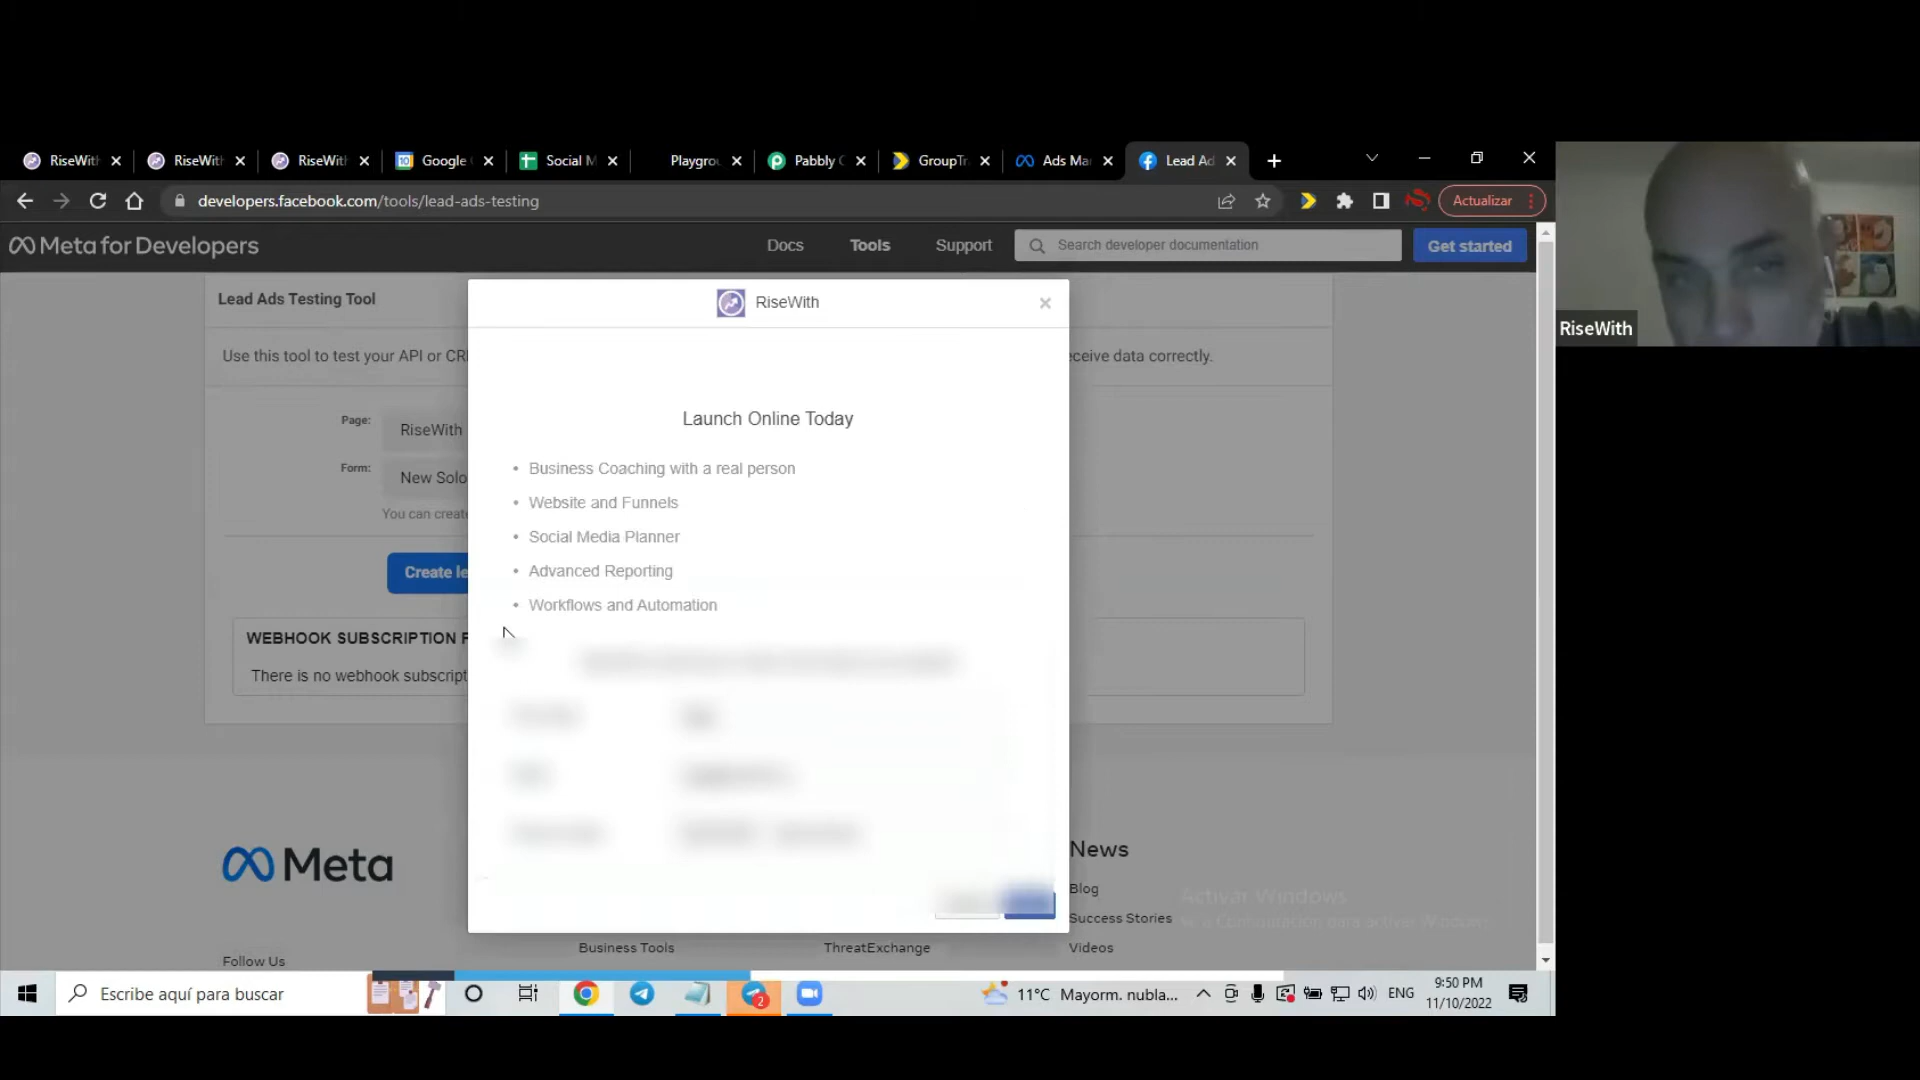 RiseWith
RiseWith
RiseWith
Google
Social M
Playgrou
Pabbly C
GroupTr
Ads Ma
Lead Ad
developers.facebook.com/tools/lead-ads-testing
Actualizar
Meta for Developers
Docs
Tools
Support
Search developer documentation
Get started
Lead Ads Testing Tool
RiseWith
Use this tool to test your API or CR
eceive data correctly.
Page:
RiseWith
Form:
New Solo
You can create
Create le
WEBHOOK SUBSCRIPTION F
There is no webhook subscript
Launch Online Today
• Business Coaching with a real person
• Website and Funnels
• Social Media Planner
• Advanced Reporting
• Workflows and Automation
RiseWith
Meta
News
Blog
Success Stories
Videos
Business Tools
ThreatExchange
Follow Us
Activar Windows
Escribe aquí para buscar
2
11°C Mayorm. nubla...
ENG
9:50 PM
11/10/2022